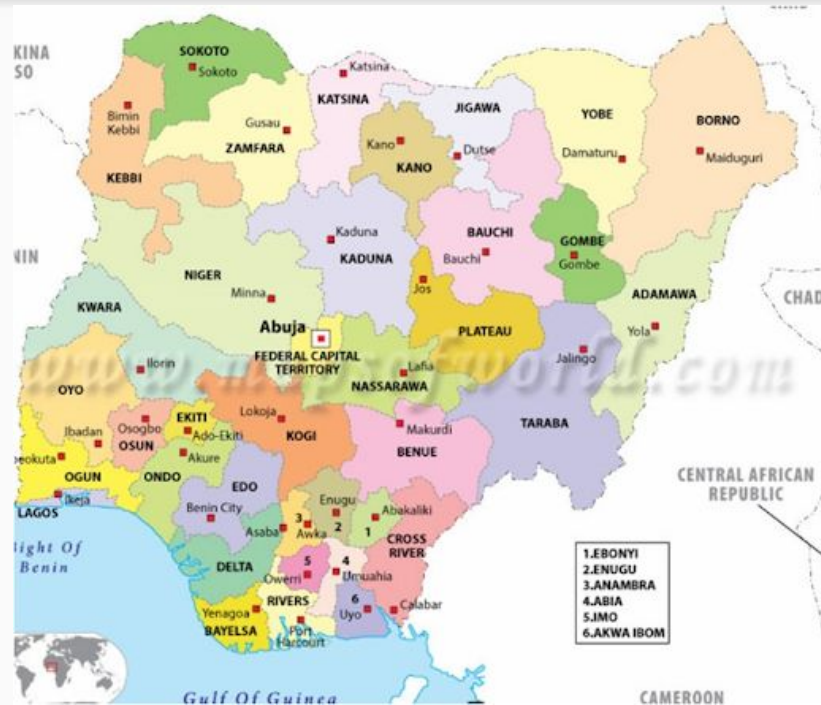 KINA
SO
SOKOTO
Sokoto
Katsina
KATSINA
JIGAWA
YOBE
BORNO
Bimin
Kebbi
Gusau
ZAMFARA
Kano
KANO
Dutse
Damaturu
Maiduguri
KEBBI
NIN
Kaduna
KADUNA
BAUCHI
Bauchi
GOMBE
Gombe
NIGER
Minna
Jos
ADAMAWA
CHAD
KWARA
Abuja
PLATEAU
Yola
FEDERAL CAPITAL
TERRITORY
Ilorin
Lafia
NASSARAWA
Jalingo
www.mapsofworld.com
OYO
EKITI
Lokoja
KOGI
Makurdi
BENUE
TARABA
Ibadan
Osogbo
OSUN
Ado-Ekiti
eokuta
OGUN
ONDO
Akure
EDO
CENTRAL AFRICAN
REPUBLIC
Ikeja
LAGOS
Benin City
Enugu
2
Abakaliki
1
3
Awka
Asaba
CROSS
RIVER
ight Of
Benin
DELTA
5
Owerri
4
Umuahia
1.EBONYI
2.ENUGU
3.ANAMBRA
4.ABIA
5.IMO
6.AKWA IBOM
RIVERS
6
Uyo
Calabar
Yenagoa
BAYELSA
Port
Harcourt
Gulf Of Guinea
CAMEROON